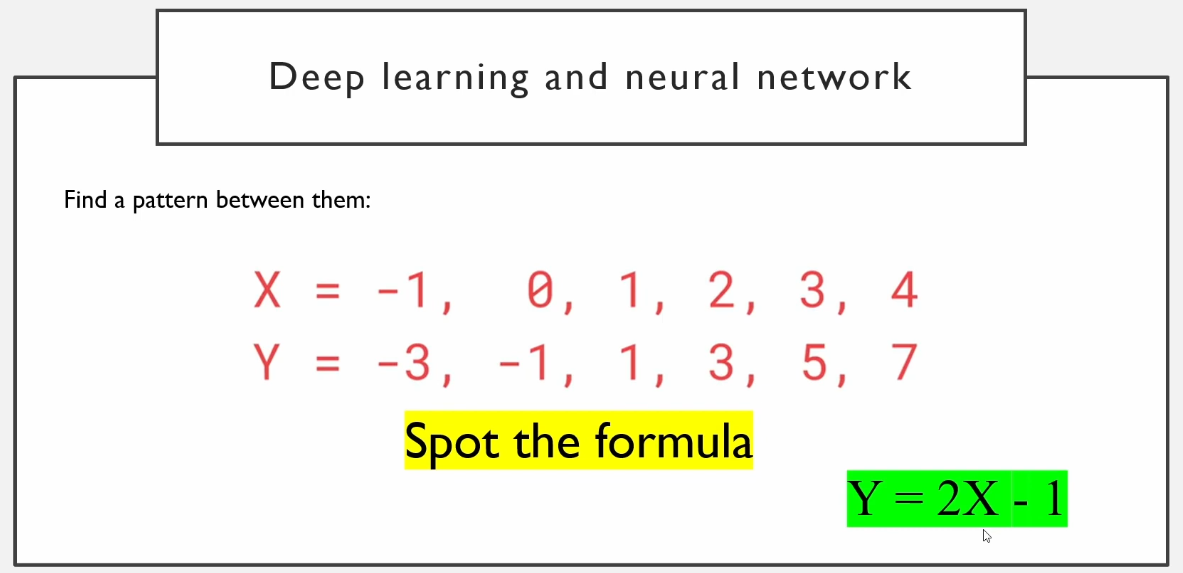 Deep learning and neural network
Find a pattern between them:
X = -1, 0, 1, 2, 3, 4
Y = -3, -1, 1, 3, 5, 7
Spot the formula
Y = 2X - 1